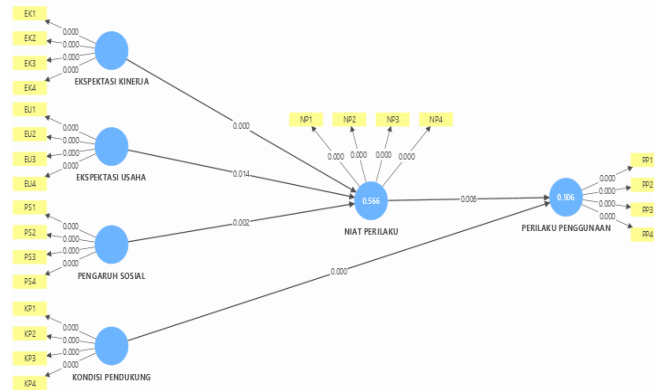 EK1
0.000
EK2
0.000
0.000
EK3
0.000
EK4
EKSPEKTASI KINERJA
EU1
0.000
EU2
0.000
0.000
EU3
0.000
EU4
EKSPEKTASI USAHA
PS1
0.000
PS2
0.000
0.000
PS3
0.000
PS4
PENGARUH SOSIAL
KP1
0.000
KP2
0.000
0.000
KP3
0.000
KP4
KONDISI PENDUKUNG
0.000
0.014
0.002
0.000
NP1
NP2
NP3
NP4
0.000
0.000
0.000
0.000
0.566
NIAT PERILAKU
0.006
0.506
PERILAKU PENGGUNAAN
0.000
0.000
0.000
0.000
PP1
PP2
PP3
PP4